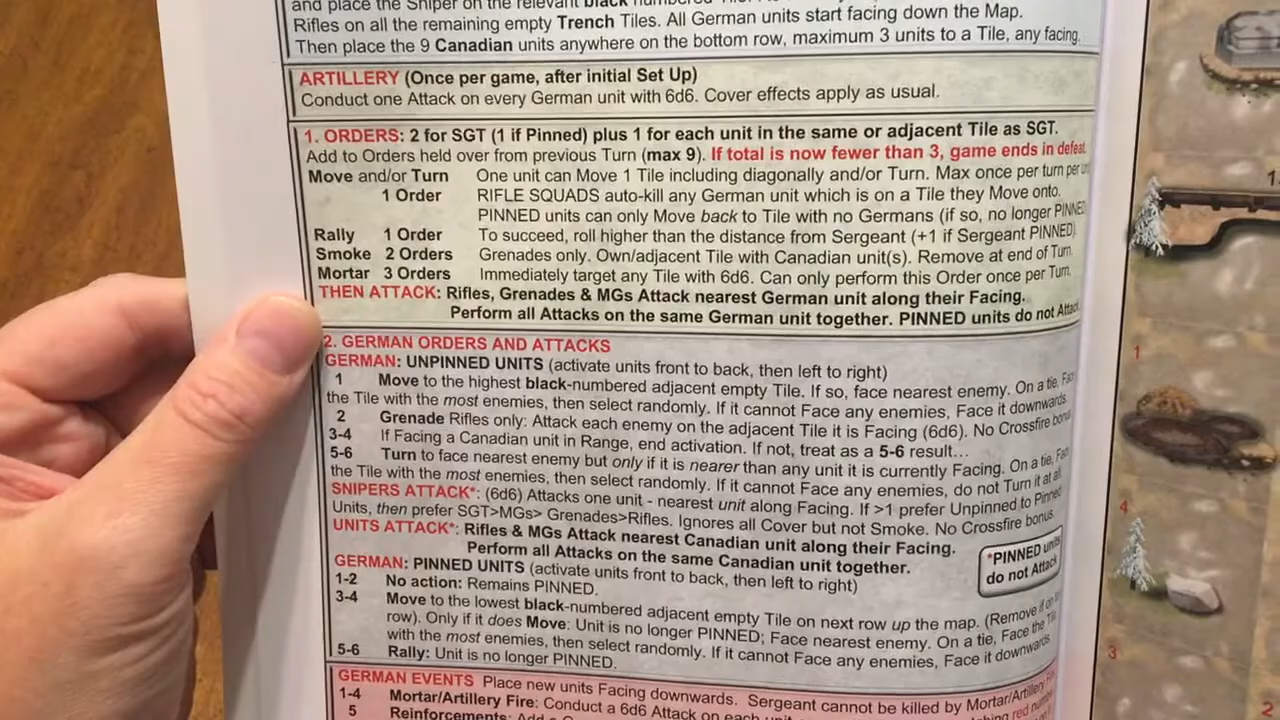 and place the Sniper on the relevant black
Rifles on all the remaining empty Trench Tiles. All German units start facing down the Map.
Then place the 9 Canadian units anywhere on the bottom row, maximum 3 units to a Tile, any facing.
ARTILLERY (Once per game, after initial Set Up)
Conduct one Attack on every German unit with 6d6. Cover effects apply as usual.
1. ORDERS: 2 for SGT (1 if Pinned) plus 1 for each unit in the same or adjacent Tile as SGT.
Add to Orders held over from previous Turn (max 9). If total is now fewer than 3, game ends in defeat.
Move and/or Turn One unit can Move 1 Tile including diagonally and/or Turn. Max once per turn per
1 Order RIFLE SQUADS auto-kill any German unit which is on a Tile they Move onto.
PINNED units can only Move back to Tile with no Germans (if so, no longer PINNED
Rally 1 Order To succeed, roll higher than the distance from Sergeant (+1 if Sergeant PINNED).
Smoke 2 Orders Grenades only. Own/adjacent Tile with Canadian unit(s). Remove at end of Turn.
Mortar 3 Orders Immediately target any Tile with 6d6. Can only perform this Order once per Turn.
THEN ATTACK: Rifles, Grenades & MGs Attack nearest German unit along their Facing.
Perform all Attacks on the same German unit together. PINNED units do not Attack
2. GERMAN ORDERS AND ATTACKS
GERMAN: UNPINNED UNITS (activate units front to back, then left to right)
1 Move to the highest black-numbered adjacent empty Tile. If so, face nearest enemy. On a tie, Face
the Tile with the most enemies, then select randomly. If it cannot Face any enemies, Face it downwards.
2 Grenade Rifles only: Attack each enemy on the adjacent Tile it is Facing (6d6). No Crossfire bonus
3-4 If Facing a Canadian unit in Range, end activation. If not, treat as a 5-6 result...
5-6 Turn to face nearest enemy but only if it is nearer than any unit it is currently Facing. On a tie, Face
the Tile with the most enemies, then select randomly. If it cannot Face any enemies, do not Turn it at all.
SNIPERS ATTACK*: (6d6) Attacks one unit - nearest unit along Facing. If >1 prefer Unpinned to Pinned
Units, then prefer SGT>MGs> Grenades>Rifles. Ignores all Cover but not Smoke. No Crossfire bonus.
UNITS ATTACK*: Rifles & MGs Attack nearest Canadian unit along their Facing.
Perform all Attacks on the same Canadian unit together.
*PINNED units
do not Attack
GERMAN: PINNED UNITS (activate units front to back, then left to right)
1-2 No action: Remains PINNED.
3-4 Move to the lowest black-numbered adjacent empty Tile on next row up the map. (Remove if on
row). Only if it does Move: Unit is no longer PINNED; Face nearest enemy. On a tie, Face the Tile
with the most enemies, then select randomly. If it cannot Face any enemies, Face it downwards.
5-6 Rally: Unit is no longer PINNED.
GERMAN EVENTS Place new units Facing downwards. Sergeant cannot be killed by Mortar/Artillery
1-4 Mortar/Artillery Fire: Conduct a 6d6 Attack on each
5 Reinforcements: Add a
red
1
1
4
3
2